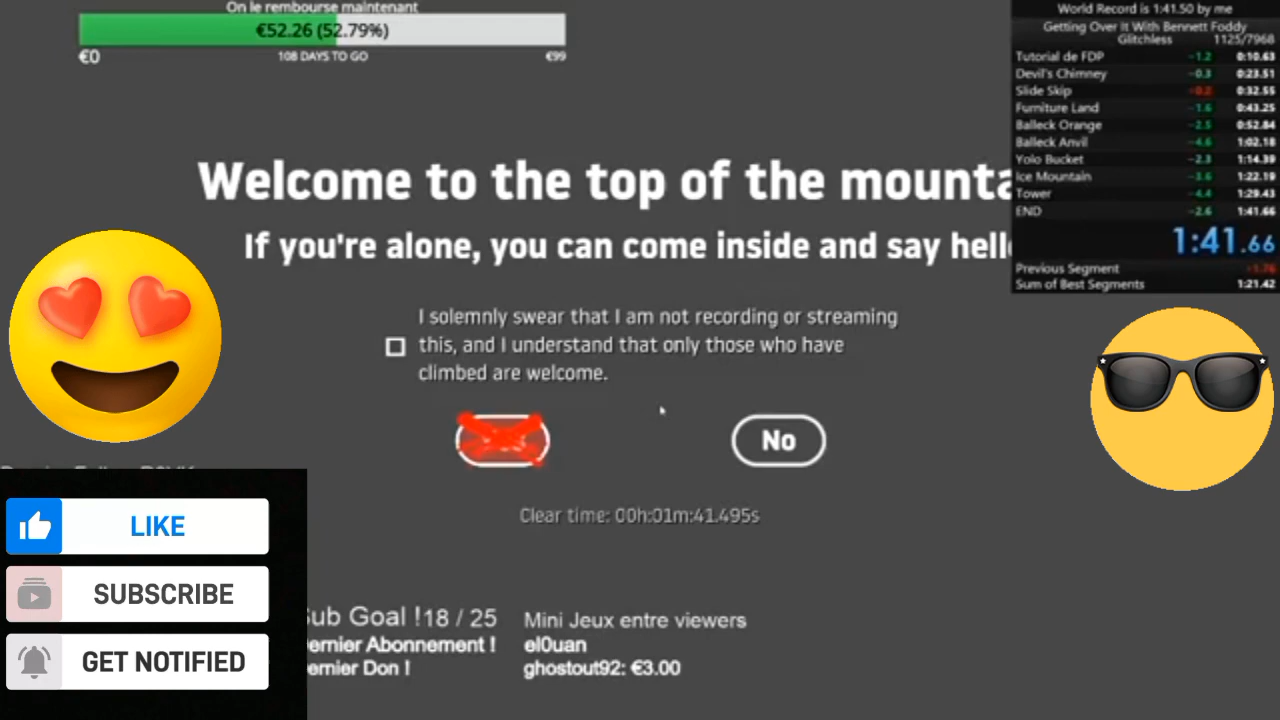 On le rembourse maintenant
€52.26 (52.79%)
€0
108 DAYS TO GO
€99
World Record is 1:41.50 by me
Getting Over It With Bennett Foddy
Glitchless 1125/7968
Tutorial de FDP -1.2 0:10.63
Devil's Chimney -0.3 0:23.51
Slide Skip -0.2 0:32.55
Furniture Land -1.6 0:43.25
Balleck Orange -2.5 0:52.84
Balleck Anvil -4.6 1:02.18
Yolo Bucket -2.3 1:14.39
Ice Mountain -3.6 1:22.19
Tower -4.4 1:29.43
END -2.6 1:41.66
1:41.66
Previous Segment
Sum of Best Segments 1:21.42
Welcome to the top of the mounta
If you're alone, you can come inside and say hello
I solemnly swear that I am not recording or streaming
this, and I understand that only those who have
climbed are welcome.
No
Clear time: 00h:01m:41.495s
LIKE
SUBSCRIBE
GET NOTIFIED
Sub Goal !18 / 25
ernier Abonnement !
ernier Don !
Mini Jeux entre viewers
el0uan
ghostout92: €3.00